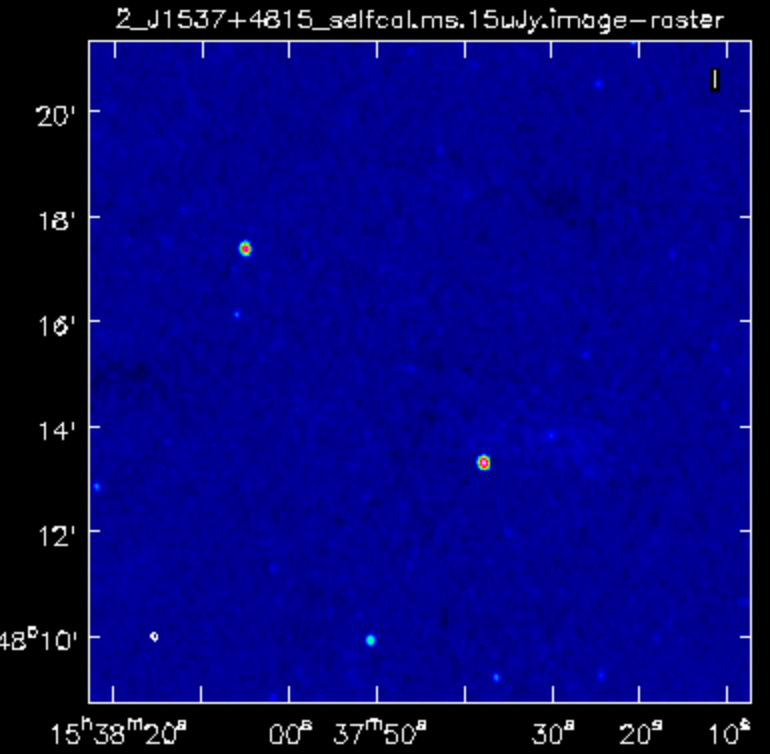 2_J1537+4815_selfcal.ms.15uJy.image-raster
I
20'
18'
16'
14'
12'
48°10'
15ʰ38ᵐ20ˢ 00ˢ 37ᵐ50ˢ 30ˢ 20ˢ 10ˢ